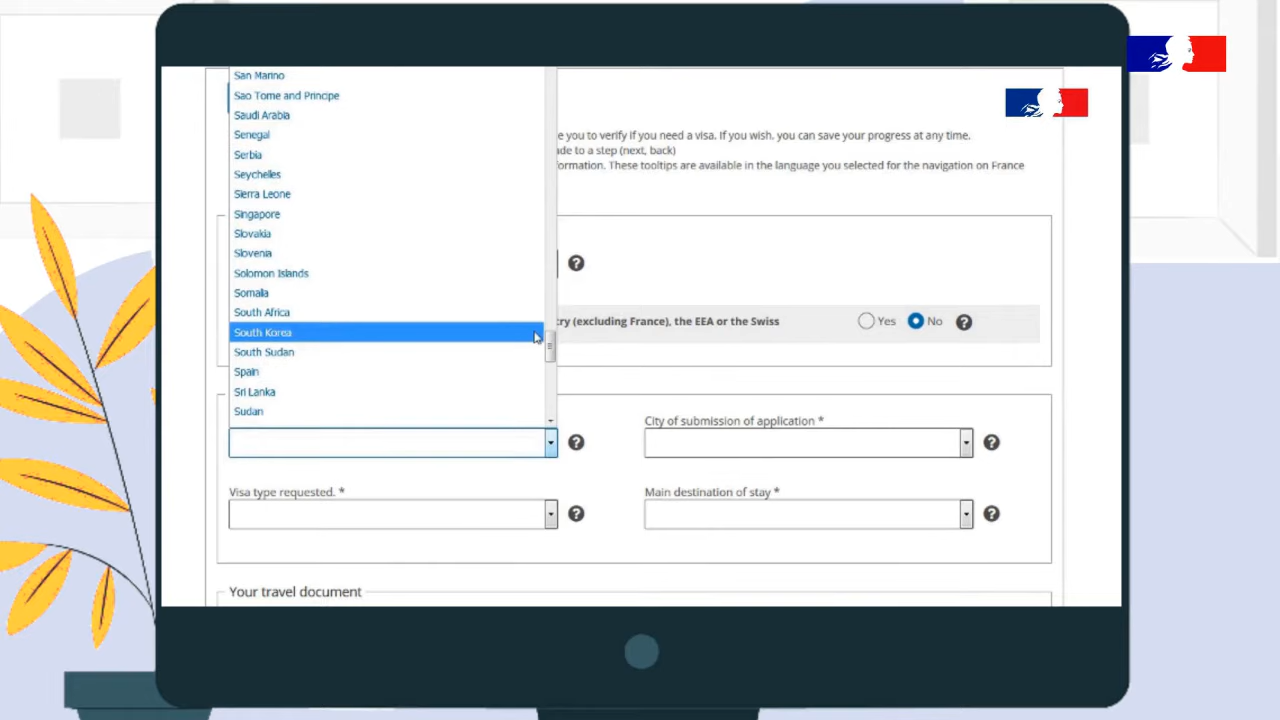 San Marino
Sao Tome and Principe
Saudi Arabia
Senegal
Serbia
Seychelles
Sierra Leone
Singapore
Slovakia
Slovenia
Solomon Islands
Somalia
South Africa
South Korea
South Sudan
Spain
Sri Lanka
Sudan
e you to verify if you need a visa. If you wish, you can save your progress at any time.
de to a step (next, back)
formation. These tooltips are available in the language you selected for the navigation on France
ry (excluding France), the EEA or the Swiss
Yes
No
City of submission of application *
Visa type requested. *
Main destination of stay *
Your travel document